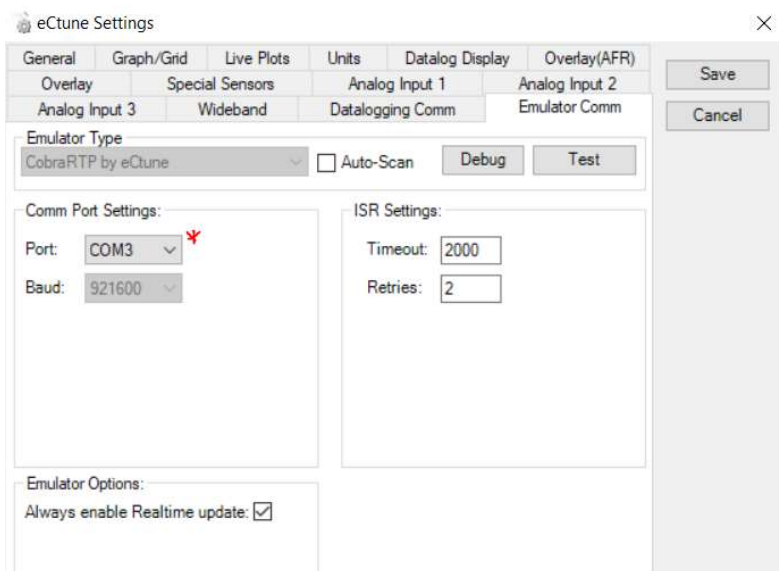 eCtune Settings
General Graph/Grid Live Plots Units Datalog Display Overlay(AFR)
Overlay Special Sensors Analog Input 1 Analog Input 2
Analog Input 3 Wideband Datalogging Comm Emulator Comm
Save
Cancel
Emulator Type
CobraRTP by eCtune Auto-Scan Debug Test
Comm Port Settings:
Port: COM3
Baud: 921600
ISR Settings:
Timeout: 2000
Retries: 2
Emulator Options:
Always enable Realtime update: